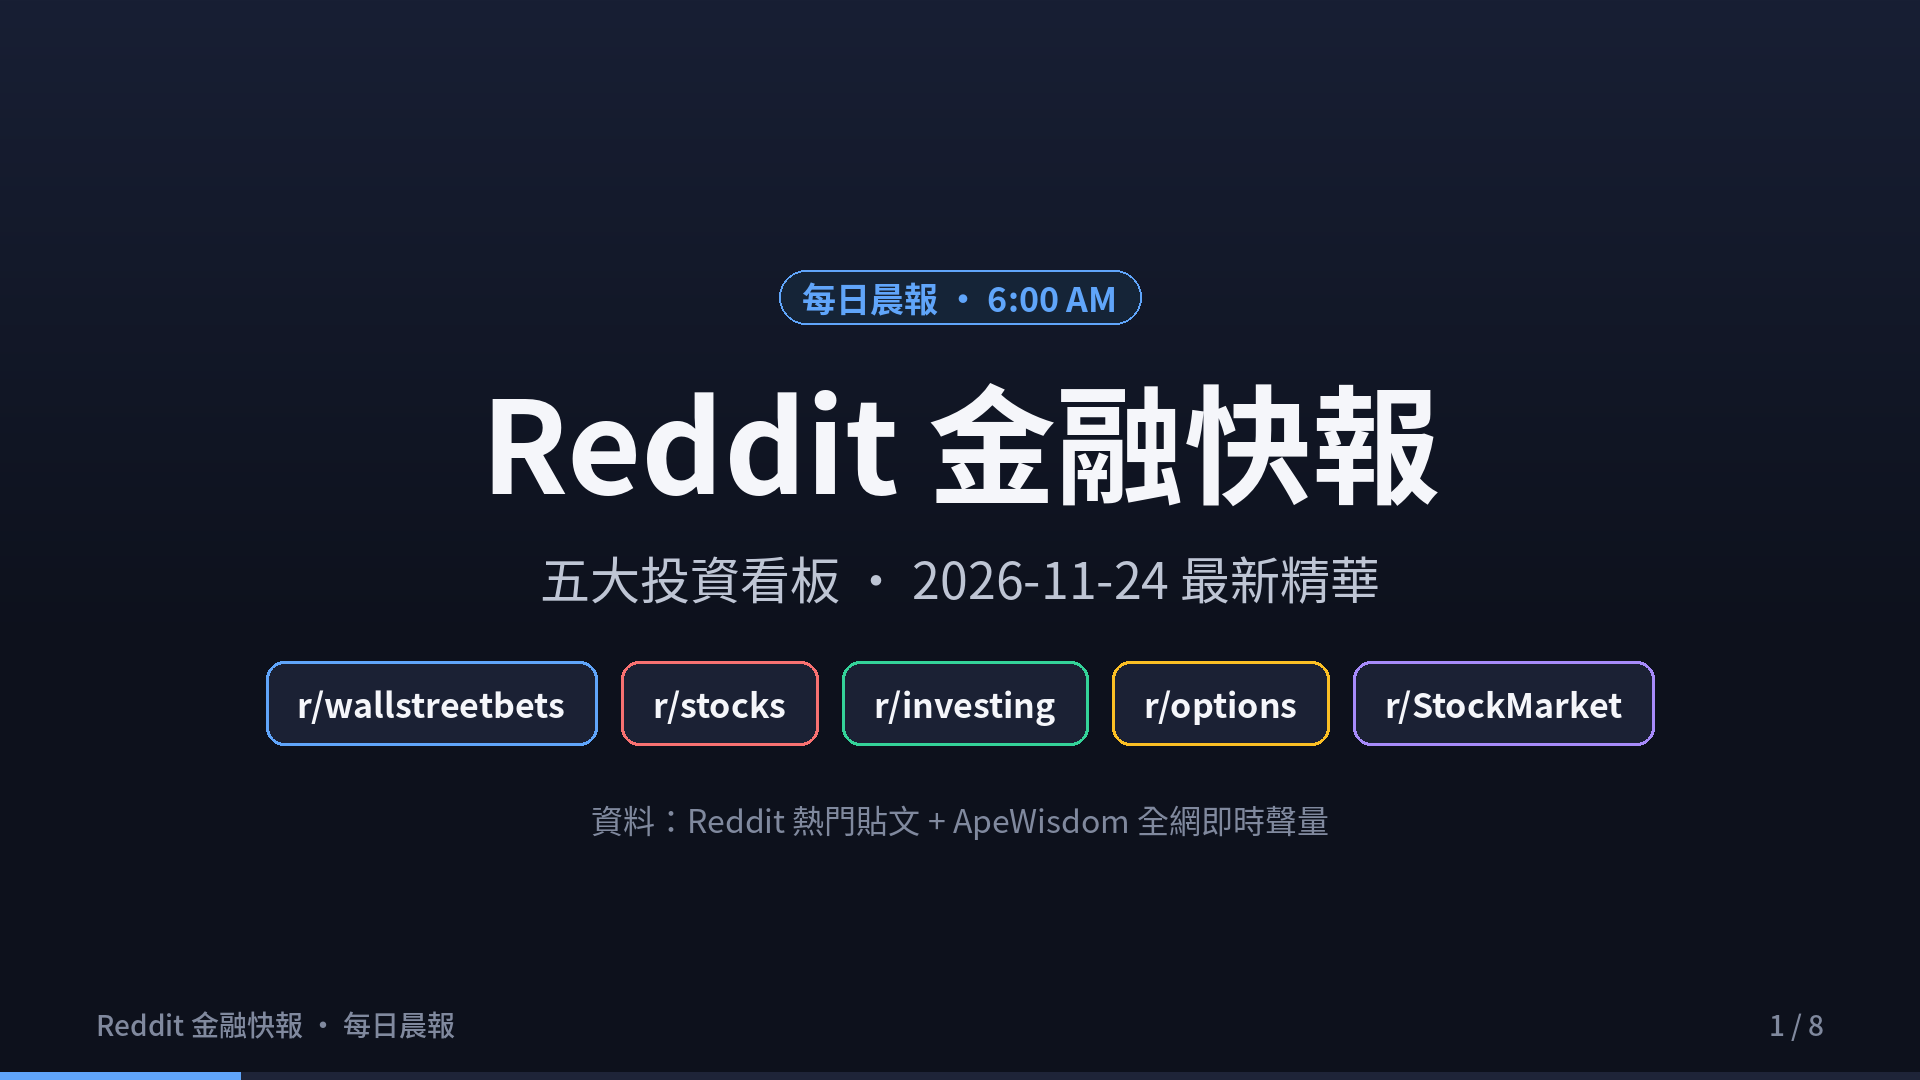 每日晨報 · 6:00 AM
Reddit 金融快報
五大投資看板 · 2026-11-24 最新精華
r/wallstreetbets r/stocks r/investing r/options r/StockMarket
資料：Reddit 熱門貼文 + ApeWisdom 全網即時聲量
Reddit 金融快報 · 每日晨報
1 / 8